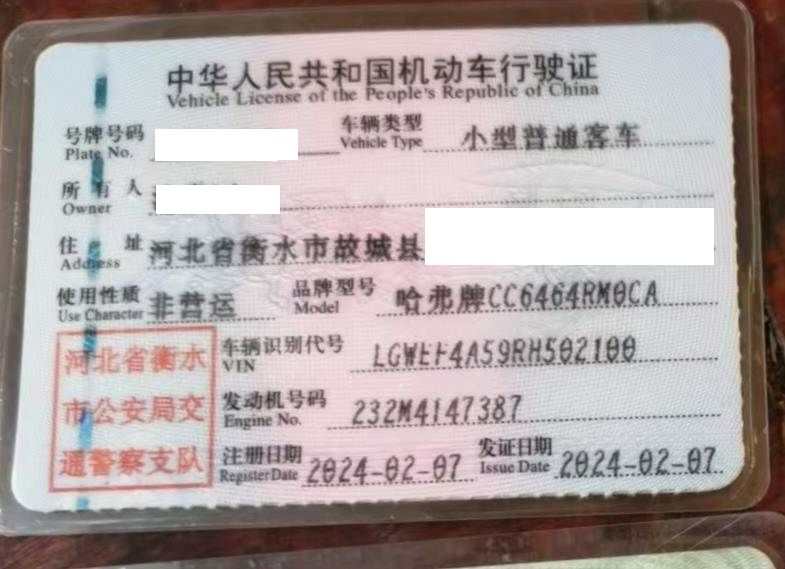 中华人民共和国机动车行驶证
Vehicle License of the People's Republic of China
号牌号码 Plate No. 车辆类型 Vehicle Type 小型普通客车
所有人 Owner
住址 Address 河北省衡水市故城县
使用性质 Use Character 非营运 品牌型号 Model 哈弗牌CC6464RM0CA
车辆识别代号 VIN LGWEF4A59RH502100
发动机号码 Engine No. 232M4147387
注册日期 Register Date 2024-02-07 发证日期 Issue Date 2024-02-07
河北省衡水
市公安局交
通警察支队